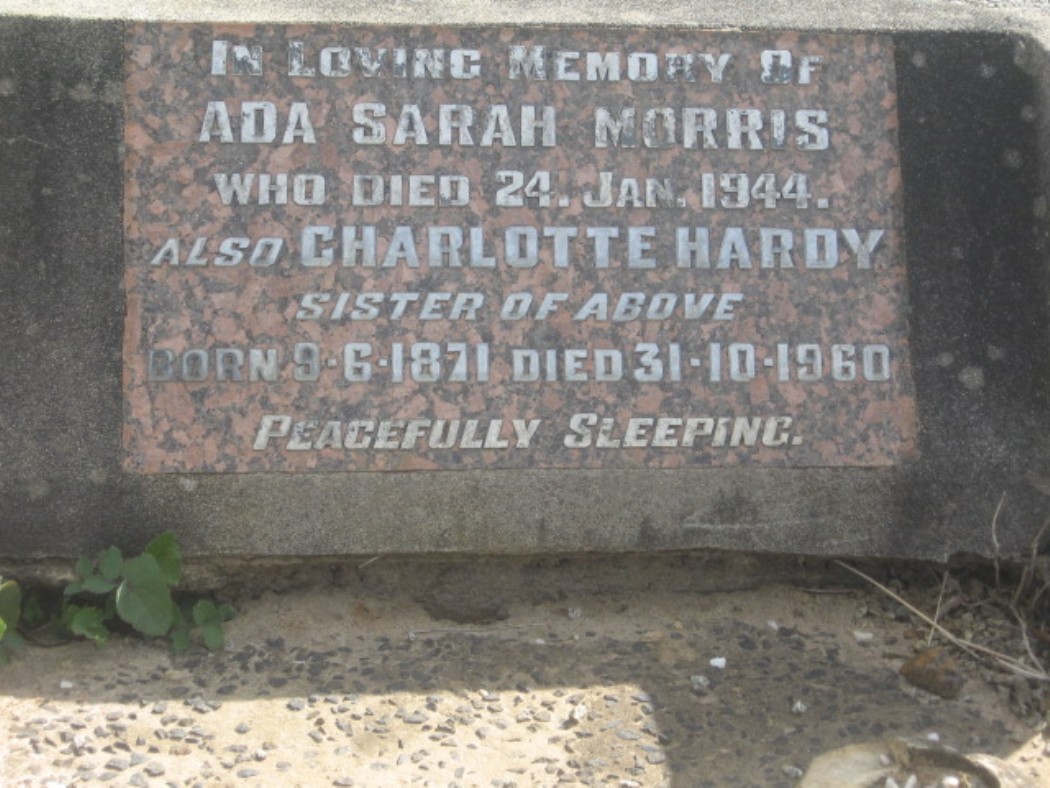 IN LOVING MEMORY OF
ADA SARAH MORRIS
WHO DIED 24. JAN. 1944.
ALSO CHARLOTTE HARDY
SISTER OF ABOVE
BORN 9-6-1871 DIED 31-10-1960
PEACEFULLY SLEEPING.